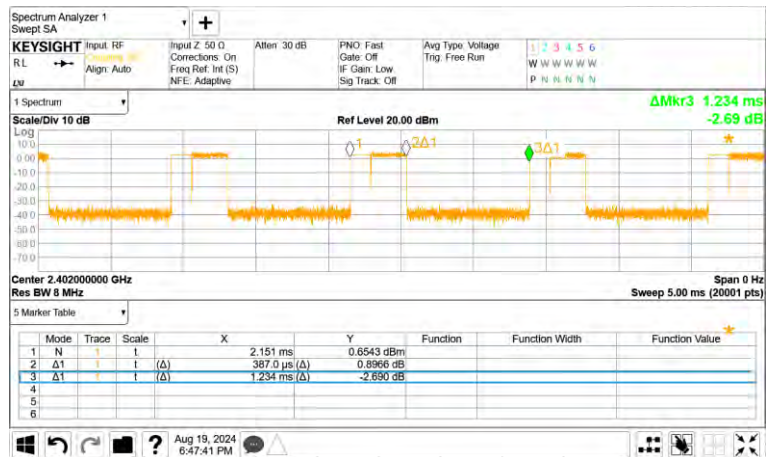 Spectrum Analyzer 1
Swept SA
+
KEYSIGHT Input: RF Input Z: 50 Ω Atten: 30 dB PNO: Fast Avg Type: Voltage 1 2 3 4 5 6
RL Corrections: On Gate: Off Trig: Free Run W W W W W W
Align: Auto Freq Ref: Int (S) IF Gain: Low
NFE: Adaptive Sig Track: Off P N N N N N
1 Spectrum ΔMkr3 1.234 ms
Scale/Div 10 dB Ref Level 20.00 dBm -2.69 dB
Log
10.0
0.00
-10.0
-20.0
-30.0
-40.0
-50.0
-60.0
-70.0
1 2Δ1 3Δ1
Center 2.402000000 GHz Span 0 Hz
Res BW 8 MHz Sweep 5.00 ms (20001 pts)
5 Marker Table
Mode Trace Scale X Y Function Function Width Function Value
1 N 1 t 2.151 ms 0.6543 dBm
2 Δ1 1 t (Δ) 387.0 µs (Δ) 0.8966 dB
3 Δ1 1 t (Δ) 1.234 ms (Δ) -2.690 dB
4
5
6
? Aug 19, 2024
6:47:41 PM